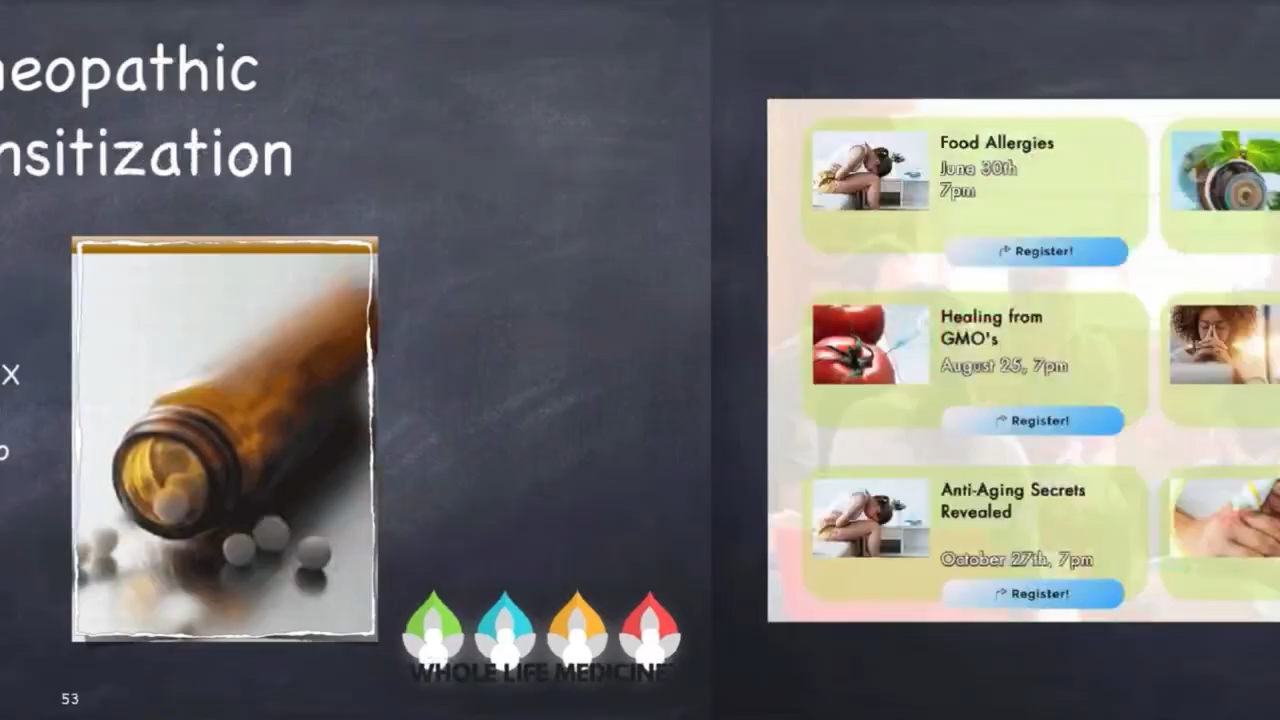 neopathic
nsitization
x
53
WHOLE LIFE MEDICINE
Food Allergies
June 30th
7pm
Register!
Healing from
GMO's
August 25, 7pm
Register!
Anti-Aging Secrets
Revealed
October 27th, 7pm
Register!